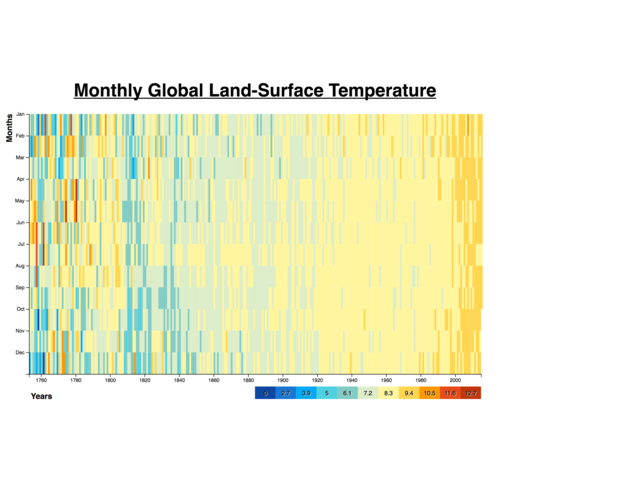 Monthly Global Land-Surface Temperature
Months
Jan
Feb
Mar
Apr
May
Jun
Jul
Aug
Sep
Oct
Nov
Dec
1760 1780 1800 1820 1840 1860 1880 1900 1920 1940 1960 1980 2000
Years
2.7 3.9 5 6.1 7.2 8.3 9.4 10.5 11.6 12.7